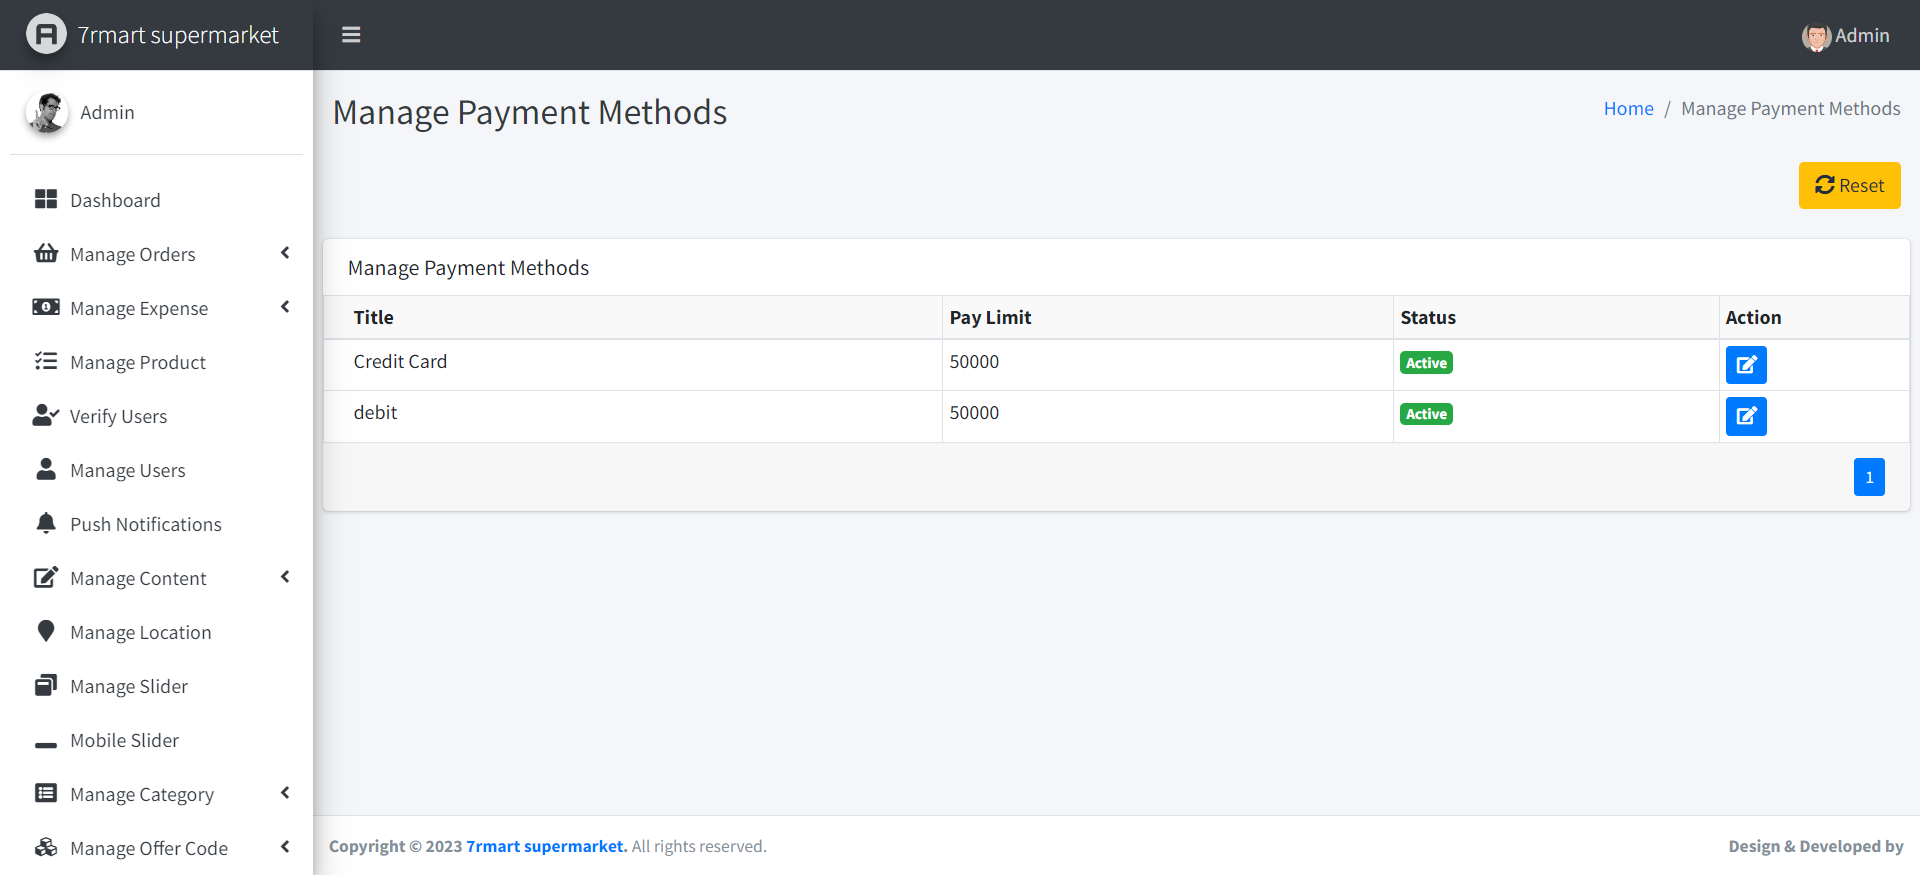 7rmart supermarket
Admin
Admin
Dashboard
Manage Orders
Manage Expense
Manage Product
Verify Users
Manage Users
Push Notifications
Manage Content
Manage Location
Manage Slider
Mobile Slider
Manage Category
Manage Offer Code
Manage Payment Methods
Home / Manage Payment Methods
Reset
Manage Payment Methods
Title Pay Limit Status Action
Credit Card 50000 Active
debit 50000 Active
1
Copyright © 2023 7rmart supermarket. All rights reserved.
Design & Developed by